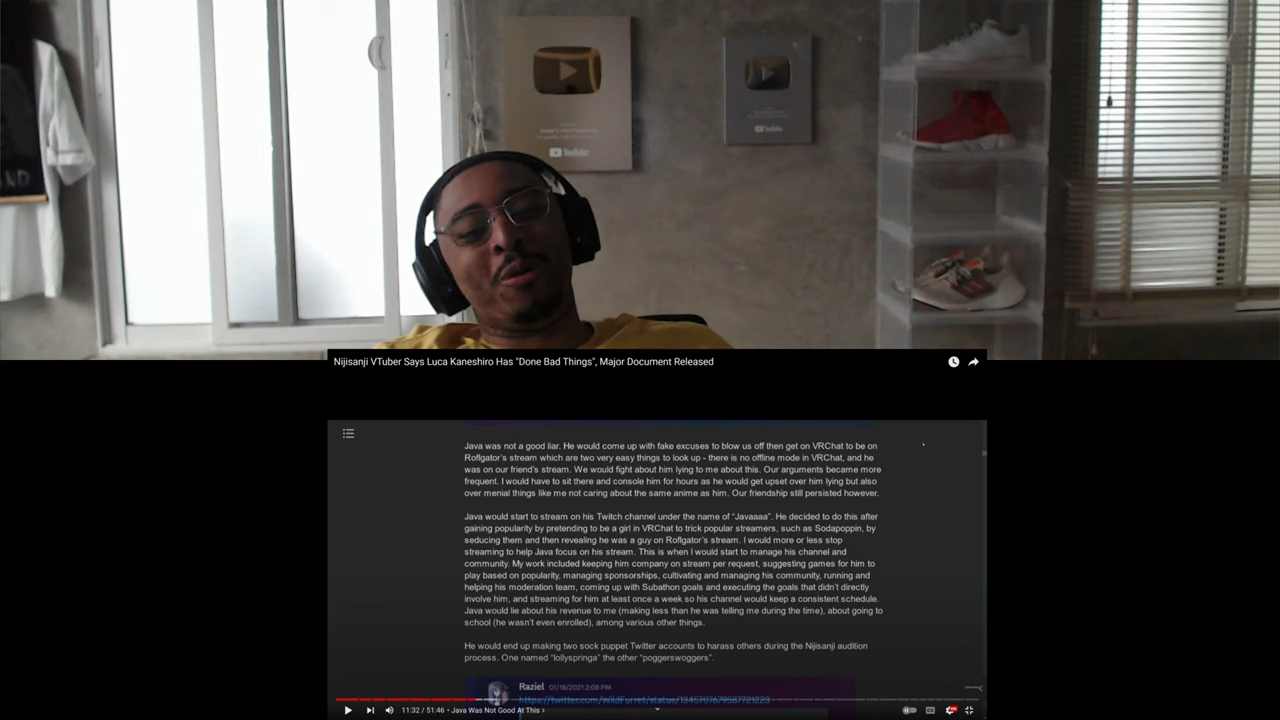 ND
YouTube
YouTube
Nijisanji VTuber Says Luca Kaneshiro Has "Done Bad Things", Major Document Released
Java was not a good liar. He would come up with fake excuses to blow us off then get on VRChat to be on
Roflgator's stream which are two very easy things to look up - there is no offline mode in VRChat, and he
was on our friend's stream. We would fight about him lying to me about this. Our arguments became more
frequent. I would have to sit there and console him for hours as he would get upset over him lying but also
over menial things like me not caring about the same anime as him. Our friendship still persisted however.
Java would start to stream on his Twitch channel under the name of "Javaaaa". He decided to do this after
gaining popularity by pretending to be a girl in VRChat to trick popular streamers, such as Sodapoppin, by
seducing them and then revealing he was a guy on Roflgator's stream. I would more or less stop
streaming to help Java focus on his stream. This is when I would start to manage his channel and
community. My work included keeping him company on stream per request, suggesting games for him to
play based on popularity, managing sponsorships, cultivating and managing his community, running and
helping his moderation team, coming up with Subathon goals and executing the goals that didn't directly
involve him, and streaming for him at least once a week so his channel would keep a consistent schedule.
Java would lie about his revenue to me (making less than he was telling me during the time), about going to
school (he wasn't even enrolled), among various other things.
He would end up making two sock puppet Twitter accounts to harass others during the Nijisanji audition
process. One named "lollyspringa" the other "poggerswoggers".
Raziel 01/18/2021 2:08 PM
https://twitter.com/WildFurret/status/1345707679587721223
11:32 / 51:46 • Java Was Not Good At This >